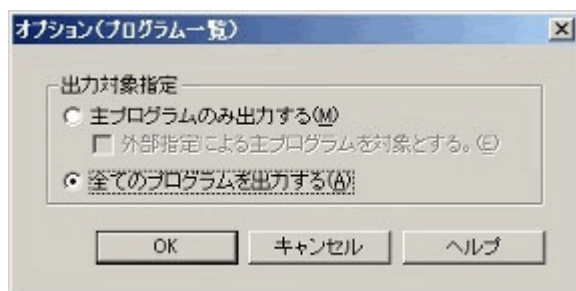 オプション(プログラム一覧)
出力対象指定
主プログラムのみ出力する(M)
外部指定による主プログラムを対象とする。(E)
全てのプログラムを出力する(A)
OK キャンセル ヘルプ